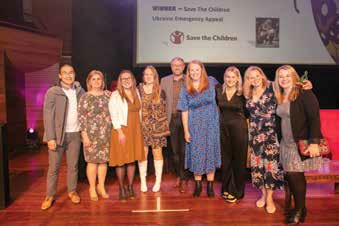 WINNER – Save The Children
Ukraine Emergency Appeal
Save the Children